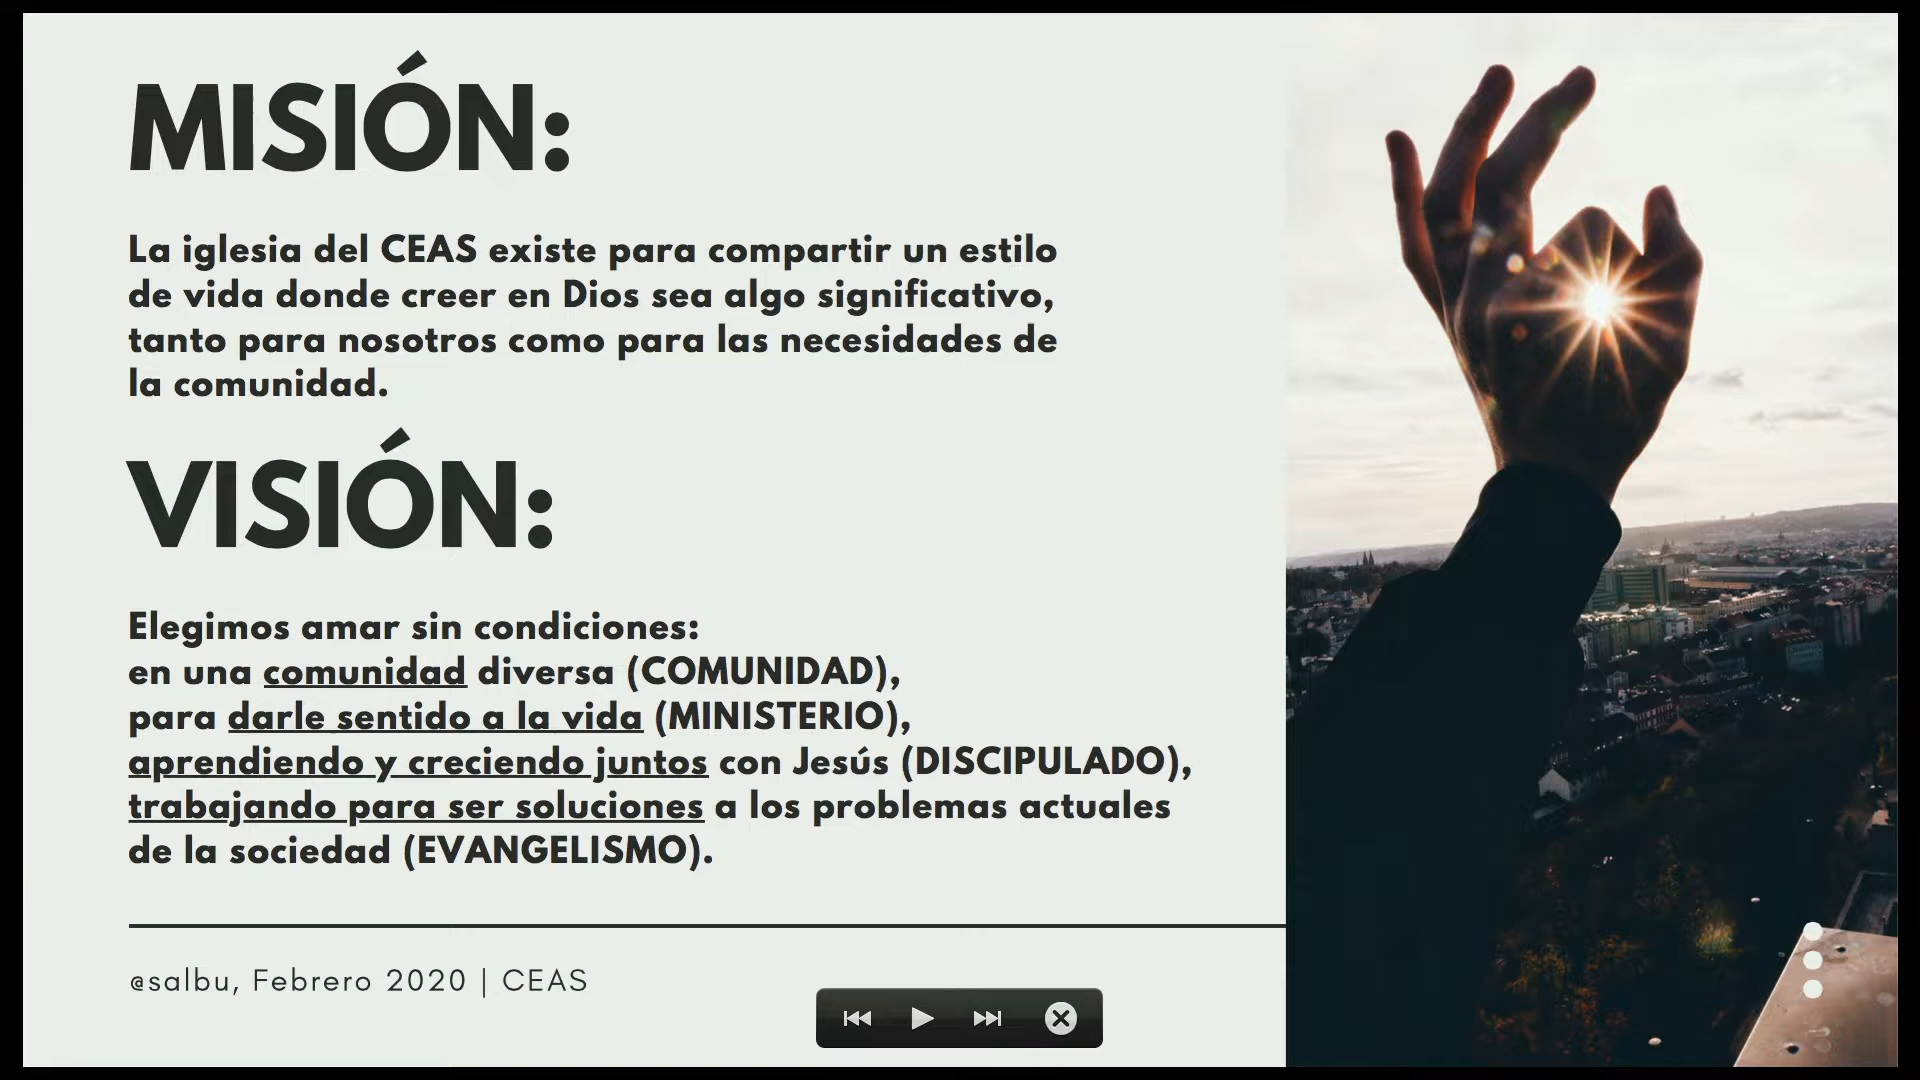 MISIÓN:
La iglesia del CEAS existe para compartir un estilo
de vida donde creer en Dios sea algo significativo,
tanto para nosotros como para las necesidades de
la comunidad.
VISIÓN:
Elegimos amar sin condiciones:
en una comunidad diversa (COMUNIDAD),
para darle sentido a la vida (MINISTERIO),
aprendiendo y creciendo juntos con Jesús (DISCIPULADO),
trabajando para ser soluciones a los problemas actuales
de la sociedad (EVANGELISMO).
@salbu, Febrero 2020 | CEAS